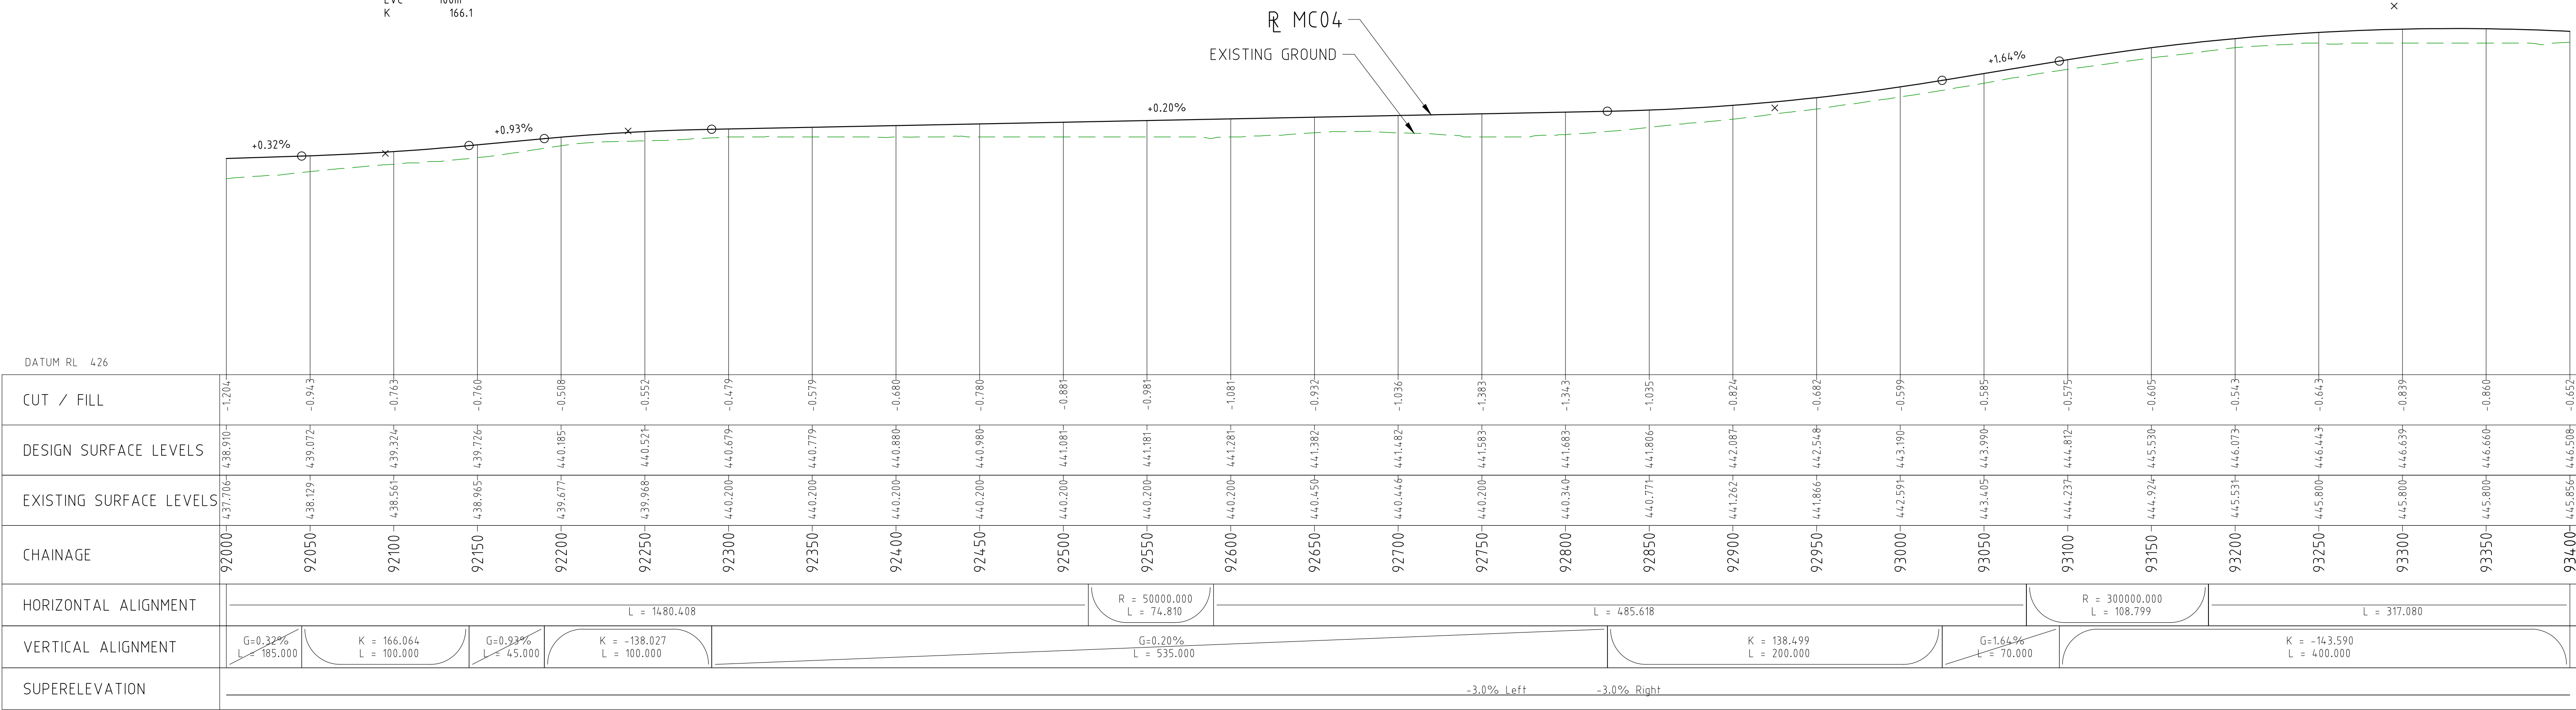 LVC 100m
K 166.1
℞ MC04
EXISTING GROUND
+0.32%
+0.93%
+0.20%
+1.64%
DATUM RL 426
CUT / FILL -1.204 -0.943 -0.763 -0.760 -0.508 -0.552 -0.479 -0.579 -0.680 -0.780 -0.881 -0.981 -1.081 -0.932 -1.036 -1.383 -1.343 -1.035 -0.824 -0.682 -0.599 -0.585 -0.575 -0.605 -0.543 -0.643 -0.839 -0.860 -0.652
DESIGN SURFACE LEVELS 438.910 439.072 439.324 439.726 440.185 440.521 440.679 440.779 440.880 440.980 441.081 441.181 441.281 441.382 441.482 441.583 441.683 441.806 442.087 442.548 443.190 443.990 444.812 445.530 446.073 446.443 446.639 446.660 446.508
EXISTING SURFACE LEVELS 437.706 438.129 438.561 438.965 439.677 439.968 440.200 440.200 440.200 440.200 440.200 440.200 440.200 440.450 440.446 440.200 440.340 440.771 441.262 441.866 442.591 443.405 444.237 444.924 445.531 445.800 445.800 445.800 445.856
CHAINAGE 92000 92050 92100 92150 92200 92250 92300 92350 92400 92450 92500 92550 92600 92650 92700 92750 92800 92850 92900 92950 93000 93050 93100 93150 93200 93250 93300 93350 93400
HORIZONTAL ALIGNMENT
L = 1480.408
R = 50000.000
L = 74.810
L = 485.618
R = 300000.000
L = 108.799
L = 317.080
VERTICAL ALIGNMENT
G=0.32%
L = 185.000
K = 166.064
L = 100.000
G=0.93%
L = 45.000
K = -138.027
L = 100.000
G=0.20%
L = 535.000
K = 138.499
L = 200.000
G=1.64%
L = 70.000
K = -143.590
L = 400.000
SUPERELEVATION
-3.0% Left -3.0% Right